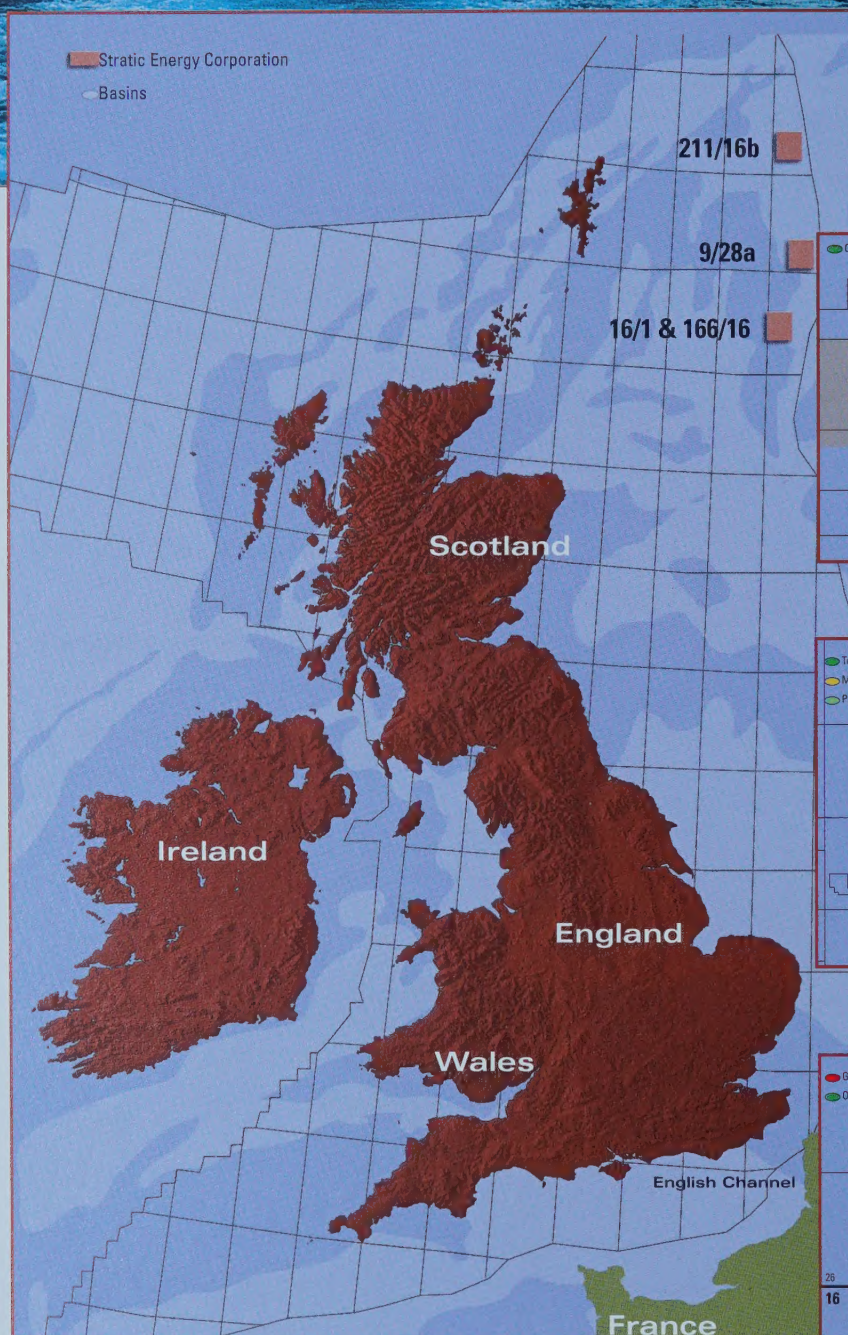 Stratic Energy Corporation
Basins
211/16b
9/28a
16/1 & 166/16
Scotland
Ireland
England
Wales
English Channel
26
16
France